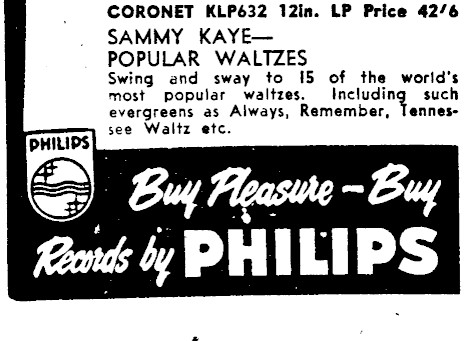 CORONET KLP632 12in. LP Price 42/6
SAMMY KAYE—
POPULAR WALTZES
Swing and sway to 15 of the world's
most popular waltzes. Including such
evergreens as Always, Remember, Tennes-
see Waltz etc.
PHILIPS
Buy Pleasure – Buy
Records by PHILIPS